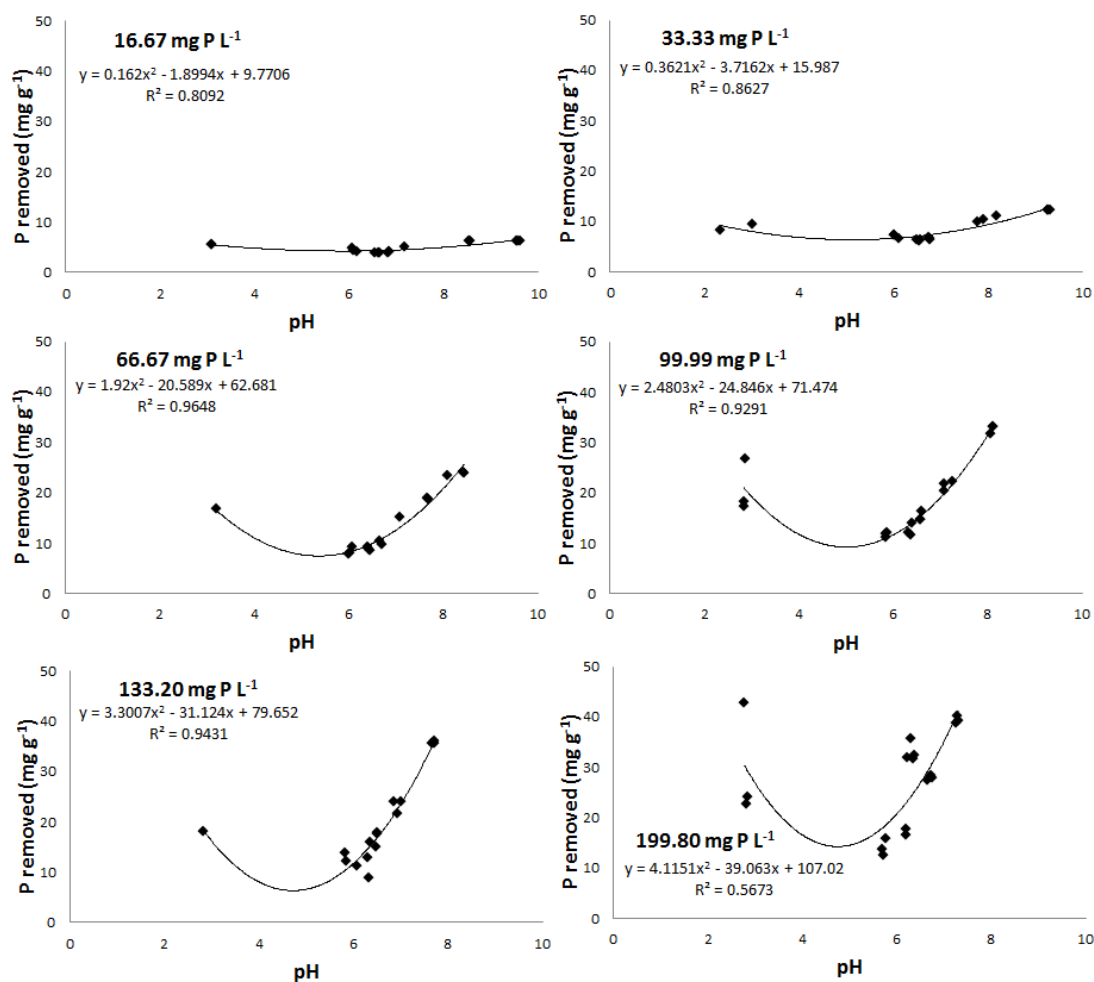 16.67 mg P L⁻¹
y = 0.162x² - 1.8994x + 9.7706
R² = 0.8092
P removed (mg g⁻¹)
50
40
30
20
10
0
0 2 4 6 8 10
pH
33.33 mg P L⁻¹
y = 0.3621x² - 3.7162x + 15.987
R² = 0.8627
P removed (mg g⁻¹)
50
40
30
20
10
0
0 2 4 6 8 10
pH
66.67 mg P L⁻¹
y = 1.92x² - 20.589x + 62.681
R² = 0.9648
P removed (mg g⁻¹)
50
40
30
20
10
0
0 2 4 6 8 10
pH
99.99 mg P L⁻¹
y = 2.4803x² - 24.846x + 71.474
R² = 0.9291
P removed (mg g⁻¹)
50
40
30
20
10
0
0 2 4 6 8 10
pH
133.20 mg P L⁻¹
y = 3.3007x² - 31.124x + 79.652
R² = 0.9431
P removed (mg g⁻¹)
50
40
30
20
10
0
0 2 4 6 8 10
pH
P removed (mg g⁻¹)
50
40
30
20
10
0
199.80 mg P L⁻¹
y = 4.1151x² - 39.063x + 107.02
R² = 0.5673
0 2 4 6 8 10
pH